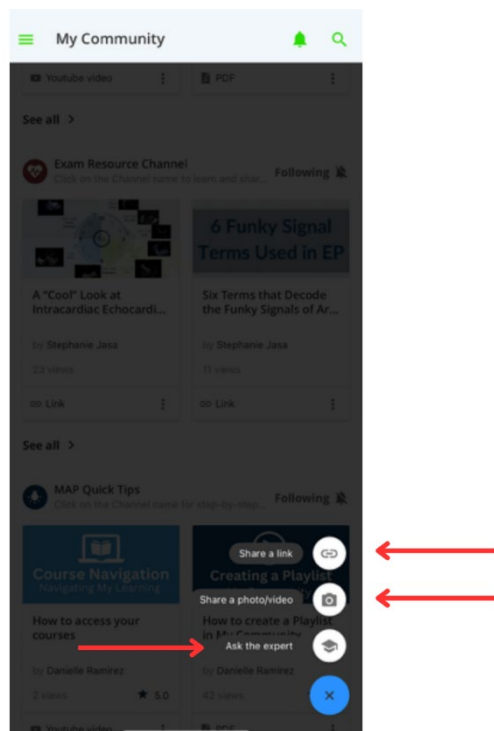 My Community
Youtube video
PDF
See all >
Exam Resource Channel
Click on the Channel name to learn and shar...
Following
6 Funky Signal
Terms Used in EP
A "Cool" Look at
Intracardiac Echocardi...
Six Terms that Decode
the Funky Signals of Ar...
by Stephanie Jasa
by Stephanie Jasa
23 views
11 views
Link
Link
See all >
MAP Quick Tips
Click on the Channel name for step-by-step...
Following
Share a link
Course Navigation
Navigating My Learning
Creating a Playlist
Share a photo/video
How to access your
courses
How to create a Playlist
in My Community
Ask the expert
by Danielle Ramirez
by Danielle Ramirez
2 views
5.0
42 views
Youtube video
PDF